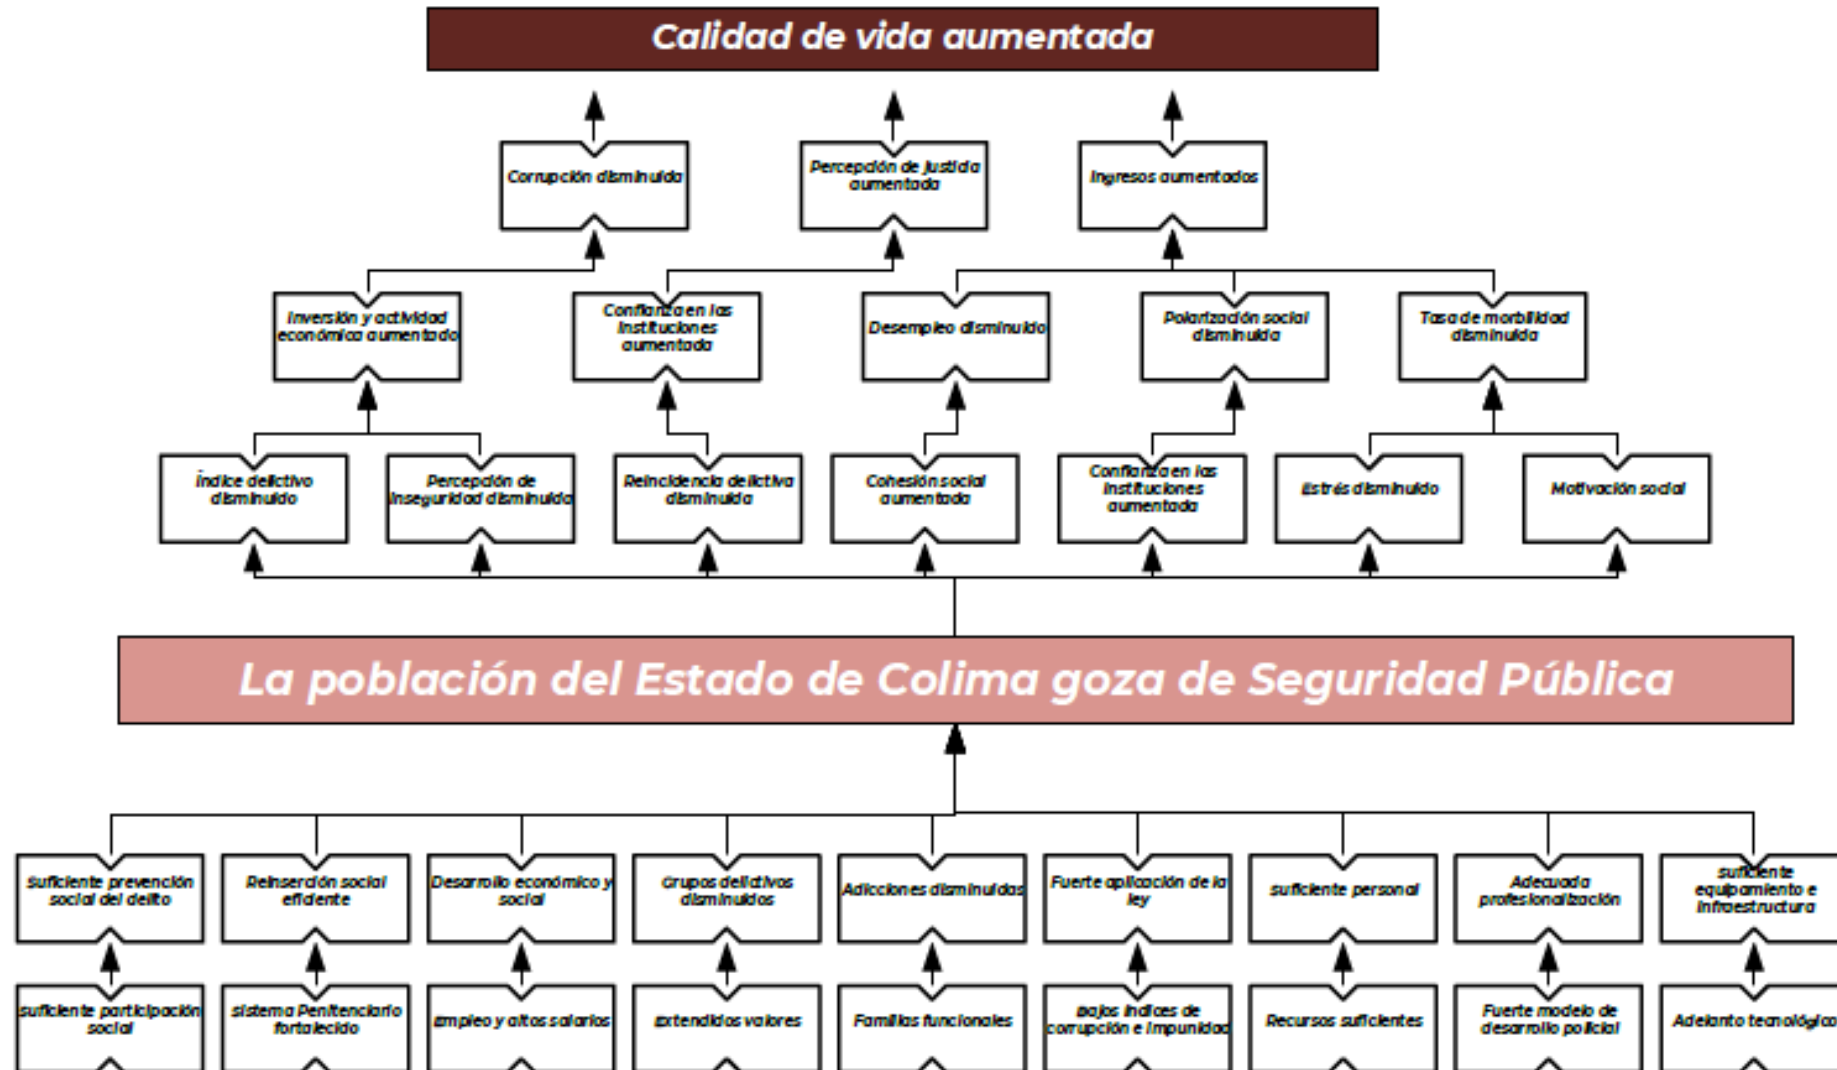 Calidad de vida aumentada
Corrupción disminuida
Percepción de justicia
aumentada
Ingresos aumentados
Inversión y actividad
económica aumentado
Confianza en las
Instituciones
aumentada
Desempleo disminuido
Polarización social
disminuida
Tasa de morbilidad
disminuida
Índice delictivo
disminuido
Percepción de
Inseguridad disminuida
Reincidencia delictiva
disminuida
Cohesión social
aumentada
Confianza en las
Instituciones
aumentada
Estrés disminuido
Motivación social
La población del Estado de Colima goza de Seguridad Pública
Suficiente prevención
social del delito
Reinserción social
eficiente
Desarrollo económico y
social
Grupos delictivos
disminuidos
Adicciones disminuidas
Fuerte aplicación de la
ley
Suficiente personal
Adecuada
profesionalización
Suficiente
equipamiento e
Infraestructura
Suficiente participación
social
Sistema Penitenciario
fortalecido
Empleo y altos salarios
Extendidos valores
Familias funcionales
Bajos índices de
corrupción e impunidad
Recursos suficientes
Fuerte modelo de
desarrollo policial
Adelanto tecnológico